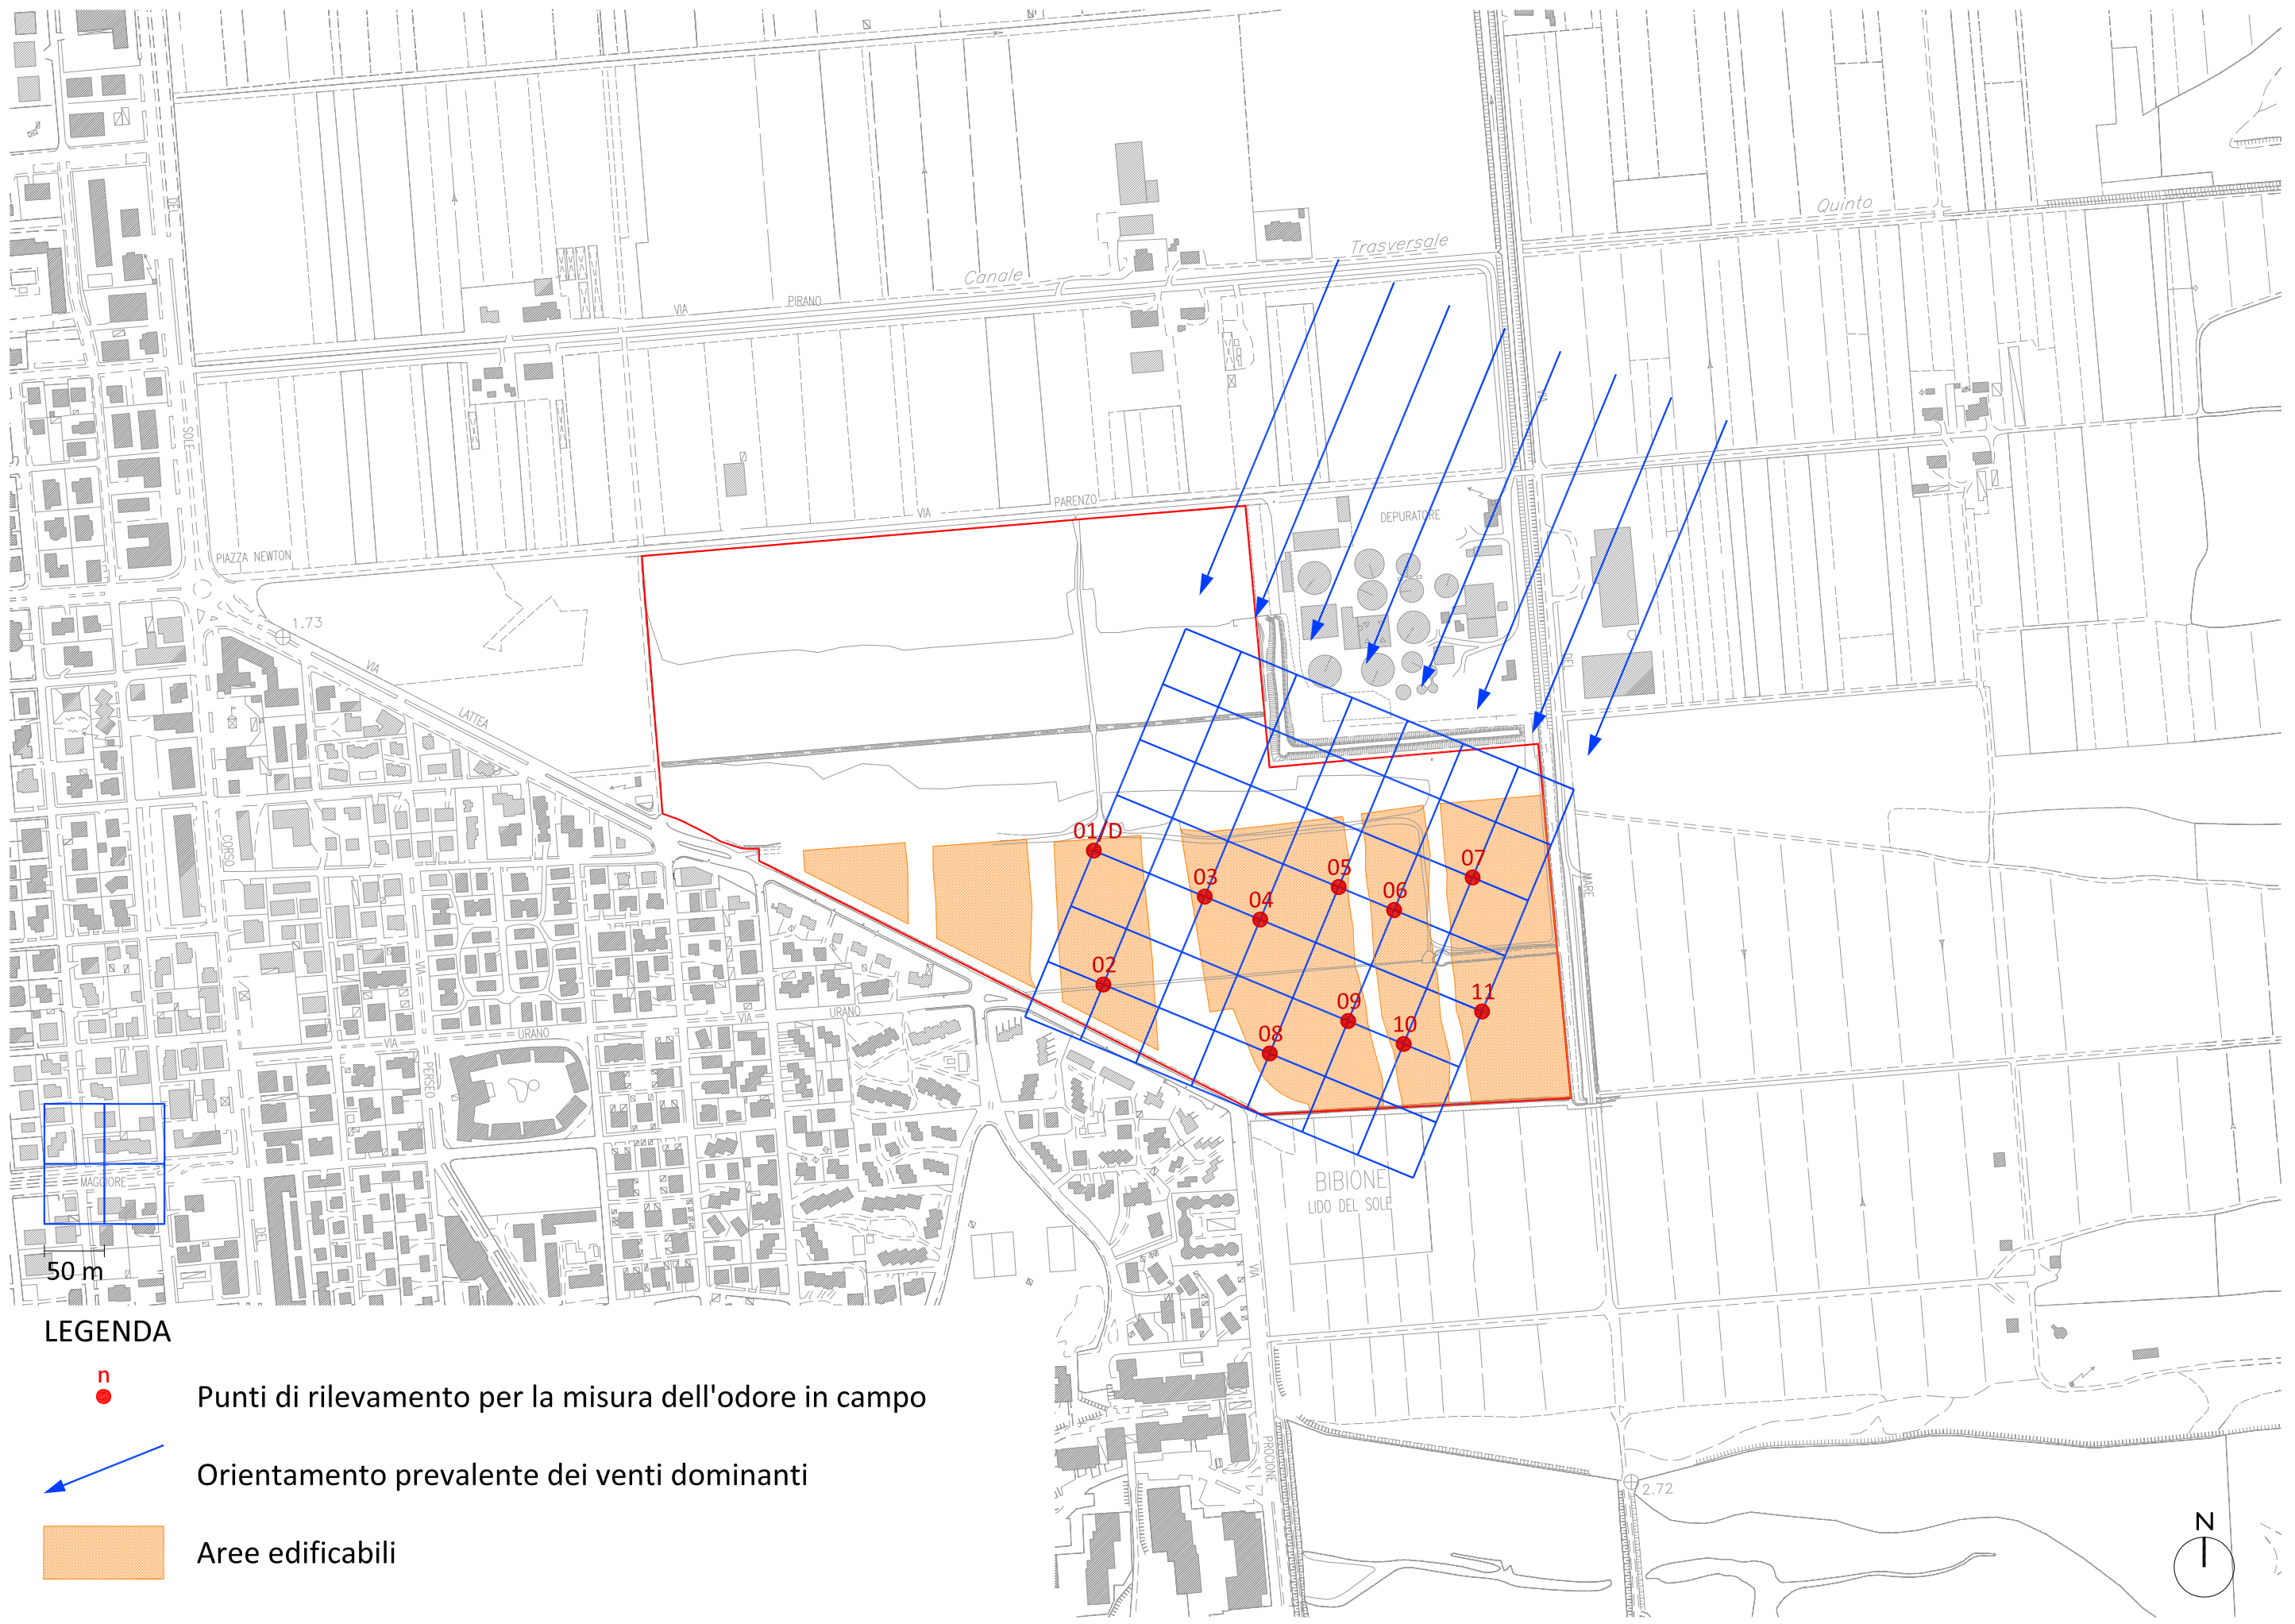 Quinto
Trasversale
Canale
VIA
PIRANO
VIA
PARENZO
DEPURATORE
PIAZZA NEWTON
SOLE
DEL
1.73
VIA
LATTEA
CORSO
VIA
MARE
01/D
03
04
05
06
07
02
09
11
10
08
VIA
URANO
VIA
URANO
PERSEO
MAGGIORE
DEL
BIBIONE
LIDO DEL SOLE
VIA
PROCIONE
2.72
50 m
LEGENDA
n
Punti di rilevamento per la misura dell'odore in campo
Orientamento prevalente dei venti dominanti
Aree edificabili
N